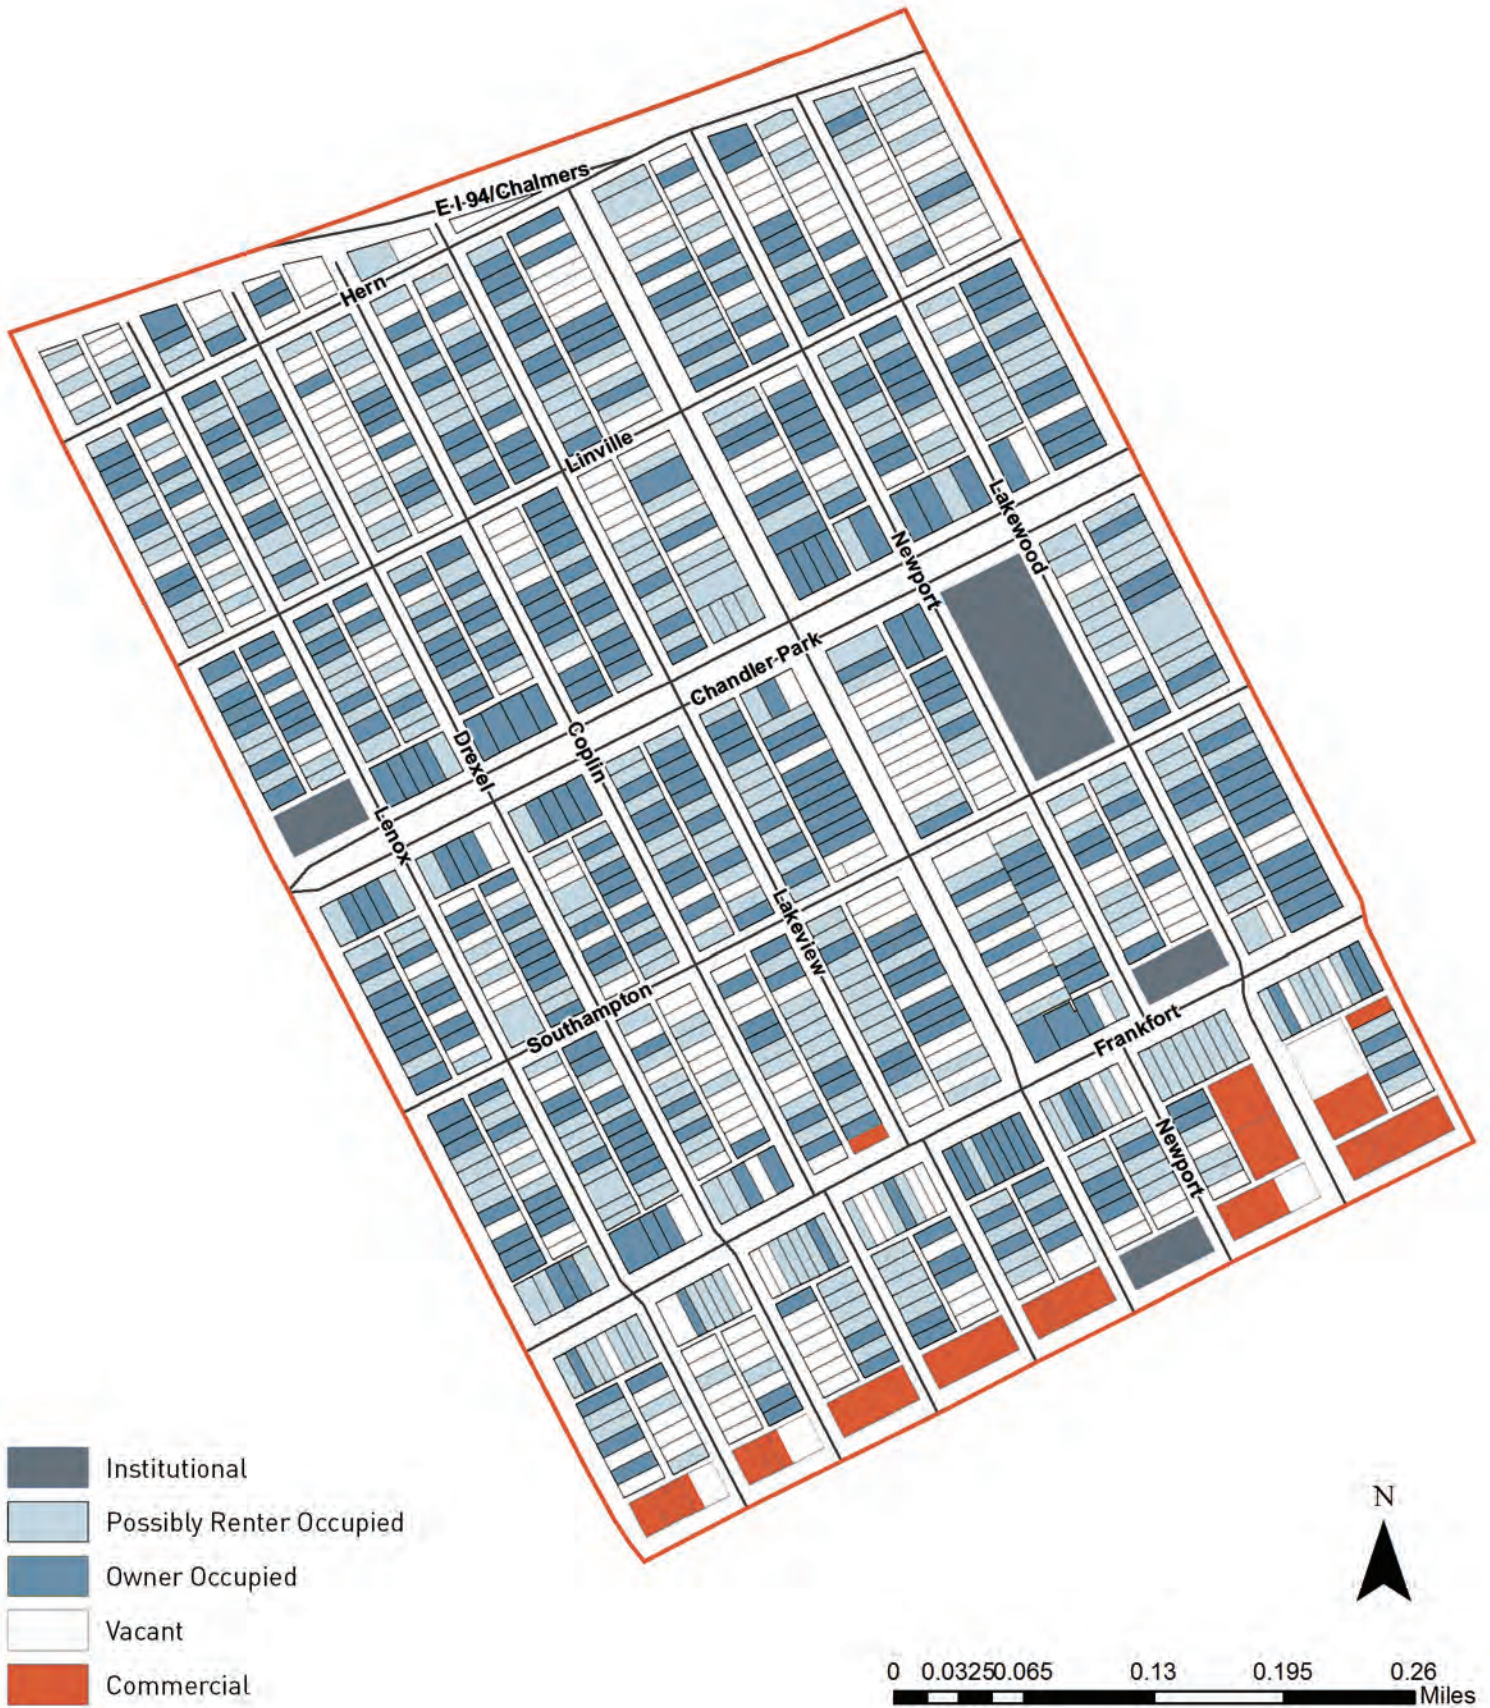 E-I-94/Chalmers
Hern
Linville
Lakewood
Newport
Chandler-Park
Drexel
Coplin
Lenox
Lakeview
Southampton
Frankfort
Newport
Institutional
Possibly Renter Occupied
Owner Occupied
Vacant
Commercial
N
0 0.0325 0.065 0.13 0.195 0.26
Miles